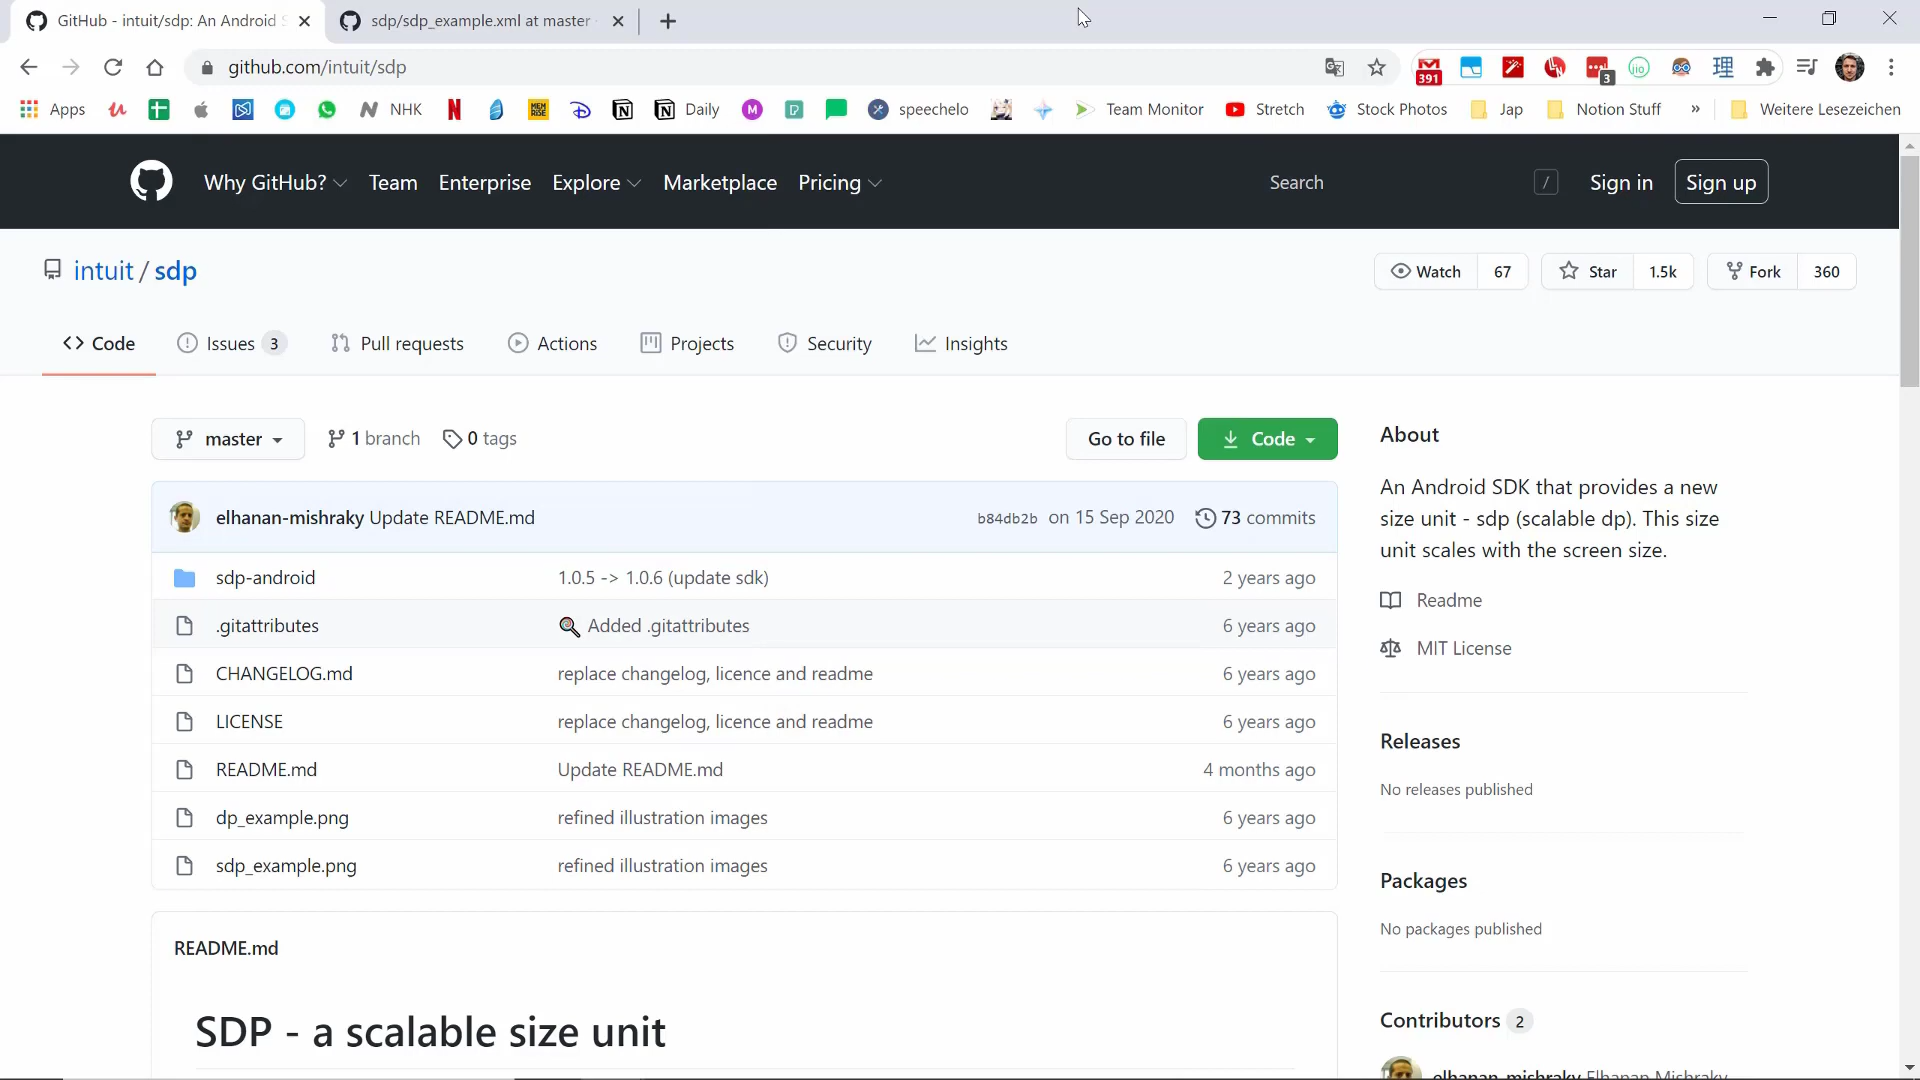 GitHub - intuit/sdp: An Android S
sdp/sdp_example.xml at master
github.com/intuit/sdp
391
3
jio
理
Apps
NHK
Daily
M
speechelo
Team Monitor
Stretch
Stock Photos
Jap
Notion Stuff
»
Weitere Lesezeichen
Why GitHub?
Team
Enterprise
Explore
Marketplace
Pricing
Search
/
Sign in
Sign up
intuit / sdp
Watch 67
Star 1.5k
Fork 360
Code
Issues 3
Pull requests
Actions
Projects
Security
Insights
master
1 branch
0 tags
Go to file
Code
elhanan-mishraky Update README.md
b84db2b on 15 Sep 2020
73 commits
sdp-android 1.0.5 -> 1.0.6 (update sdk) 2 years ago
.gitattributes Added .gitattributes 6 years ago
CHANGELOG.md replace changelog, licence and readme 6 years ago
LICENSE replace changelog, licence and readme 6 years ago
README.md Update README.md 4 months ago
dp_example.png refined illustration images 6 years ago
sdp_example.png refined illustration images 6 years ago
README.md
SDP - a scalable size unit
About
An Android SDK that provides a new
size unit - sdp (scalable dp). This size
unit scales with the screen size.
Readme
MIT License
Releases
No releases published
Packages
No packages published
Contributors 2
elhanan-mishraky Elhanan Mishraky